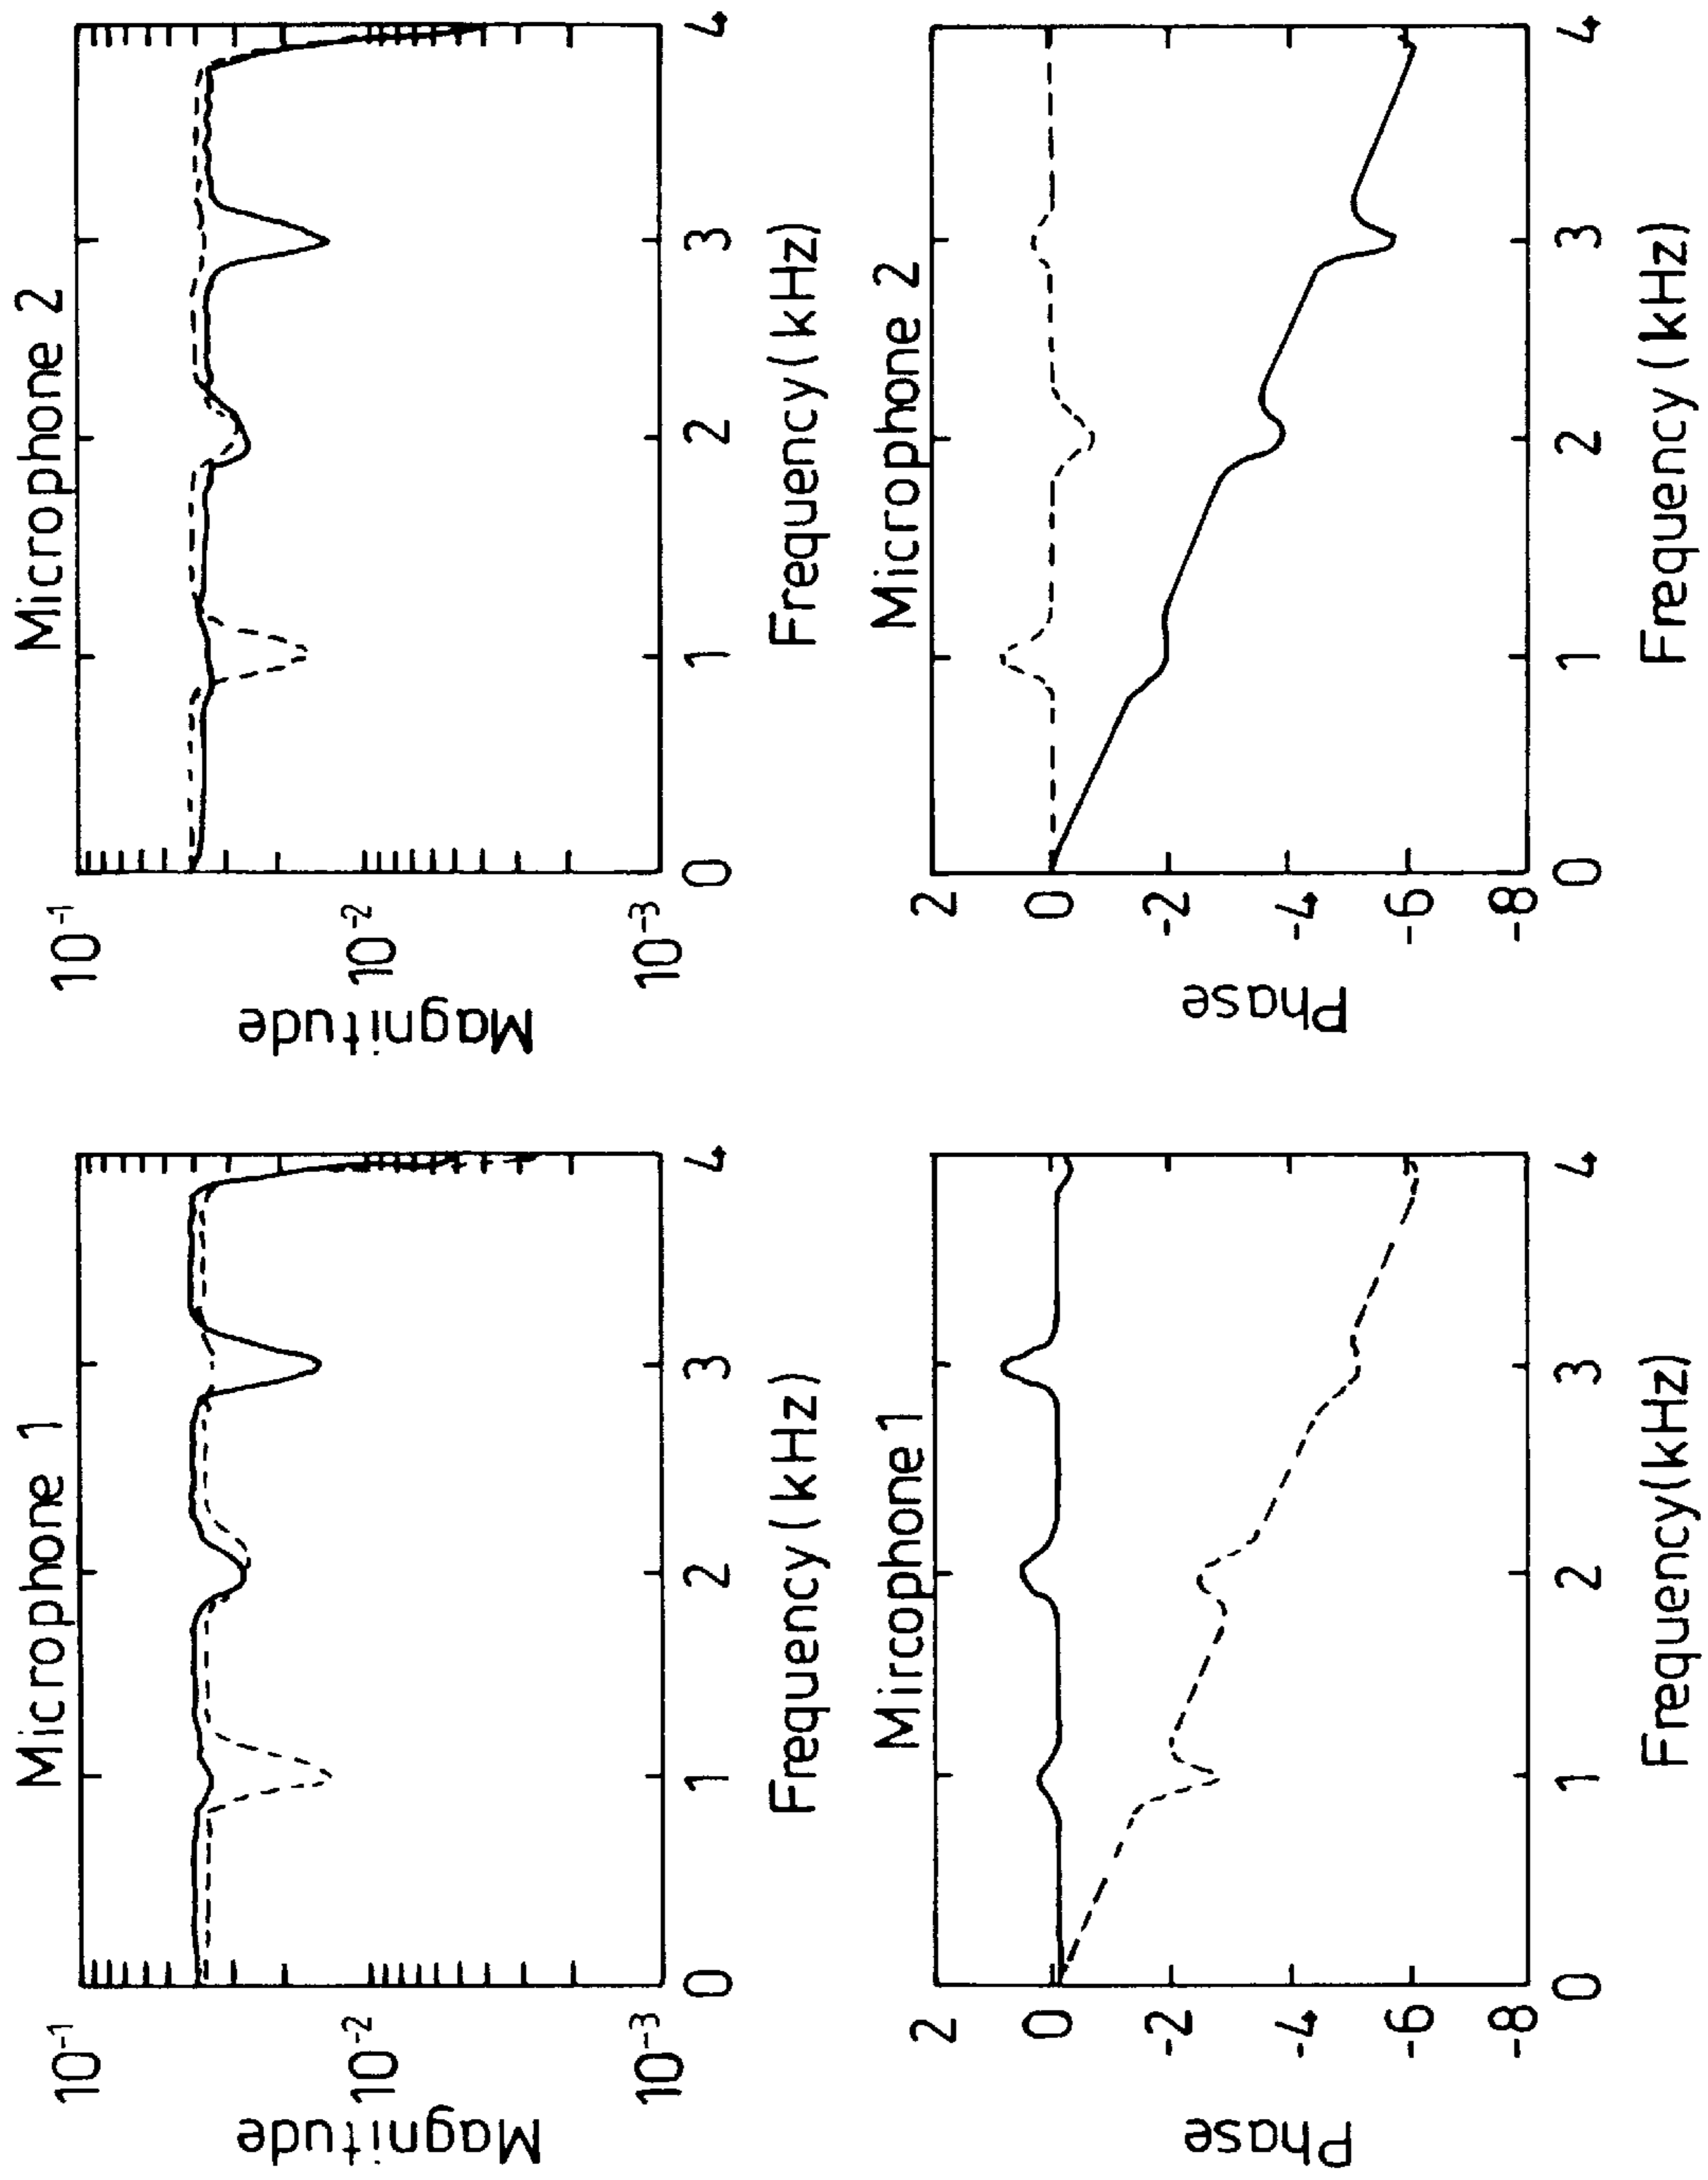 Microphone 1
10⁻¹
10⁻²
10⁻³
Magnitude
0 1 2 3 4
Frequency (kHz)
Microphone 2
10⁻¹
10⁻²
10⁻³
Magnitude
0 1 2 3 4
Frequency (kHz)
Mircophone 1
2
0
-2
-4
-6
-8
Phase
0 1 2 3 4
Frequency(kHz)
Microphone 2
2
0
-2
-4
-6
-8
Phase
0 1 2 3 4
Frequency (kHz)